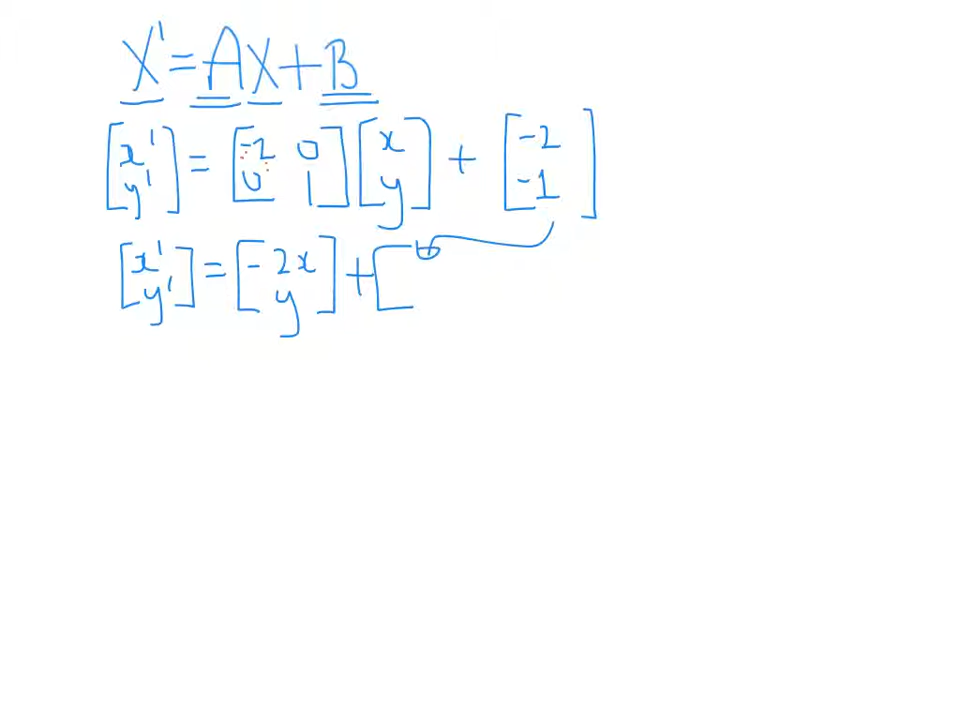 X' = AX + B
[x' y'] = [-2 0 0 1] [x y] + [-2 -1]
[x' y'] = [-2x y] + [